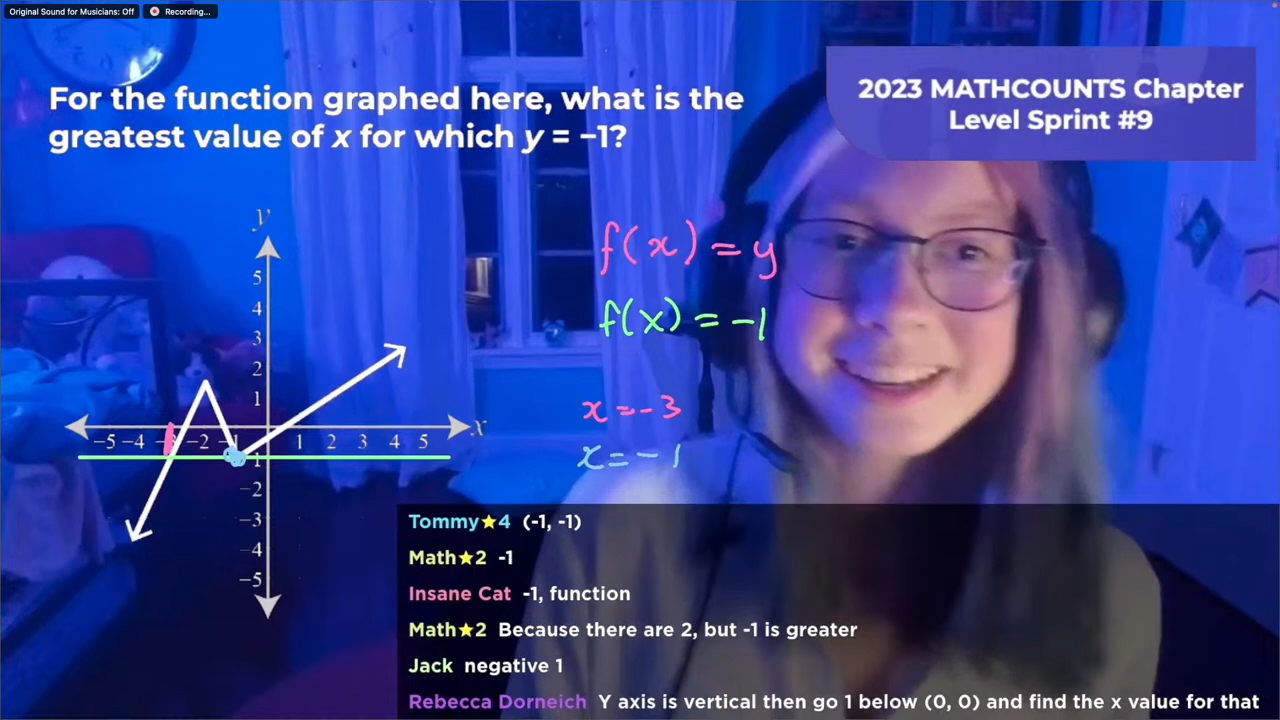 Original Sound for Musicians: Off
Recording...
For the function graphed here, what is the
greatest value of x for which y = −1?
2023 MATHCOUNTS Chapter
Level Sprint #9
y
5
4
3
2
1
−5 −4 −2 −1 1 2 3 4 5 x
−2
−3
−4
−5
f(x) = y
f(x) = -1
x = -3
x = -1
Tommy★4 (-1, -1)
Math★2 -1
Insane Cat -1, function
Math★2 Because there are 2, but -1 is greater
Jack negative 1
Rebecca Dorneich Y axis is vertical then go 1 below (0, 0) and find the x value for that